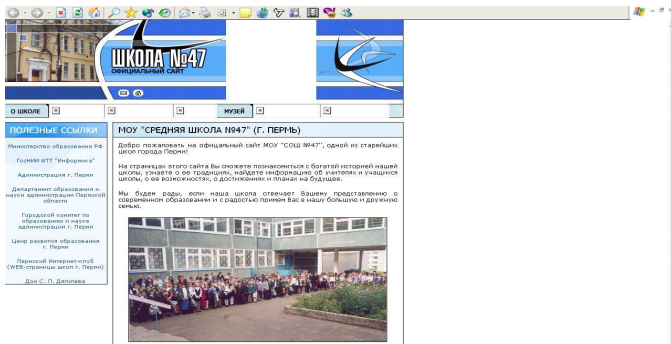 ШКОЛА №47
ОФИЦИАЛЬНЫЙ САЙТ
О ШКОЛЕ
МУЗЕЙ
ПОЛЕЗНЫЕ ССЫЛКИ
Министерство образования РФ
ГосНИИ ИТТ "Информика"
Администрация г. Перми
Департамент образования и
науки администрации Пермской
области
Городской комитет по
образованию и науке
администрации г. Перми
Центр развития образования
г. Перми
Пермский Интернет-клуб
(WEB-страницы школ г. Перми)
Дом С. П. Дягилева
МОУ "СРЕДНЯЯ ШКОЛА №47" (Г. ПЕРМЬ)
Добро пожаловать на официальный сайт МОУ "СОШ №47", одной из старейших
школ города Перми!
На страницах этого сайта Вы сможете познакомиться с богатой историей нашей
школы, узнаете о ее традициях, найдете информацию об учителях и учащихся
школы, о ее возможностях, о достижениях и планах на будущее.
Мы будем рады, если наша школа отвечает Вашему представлению о
современном образовании и с радостью примем Вас в нашу большую и дружную
семью.